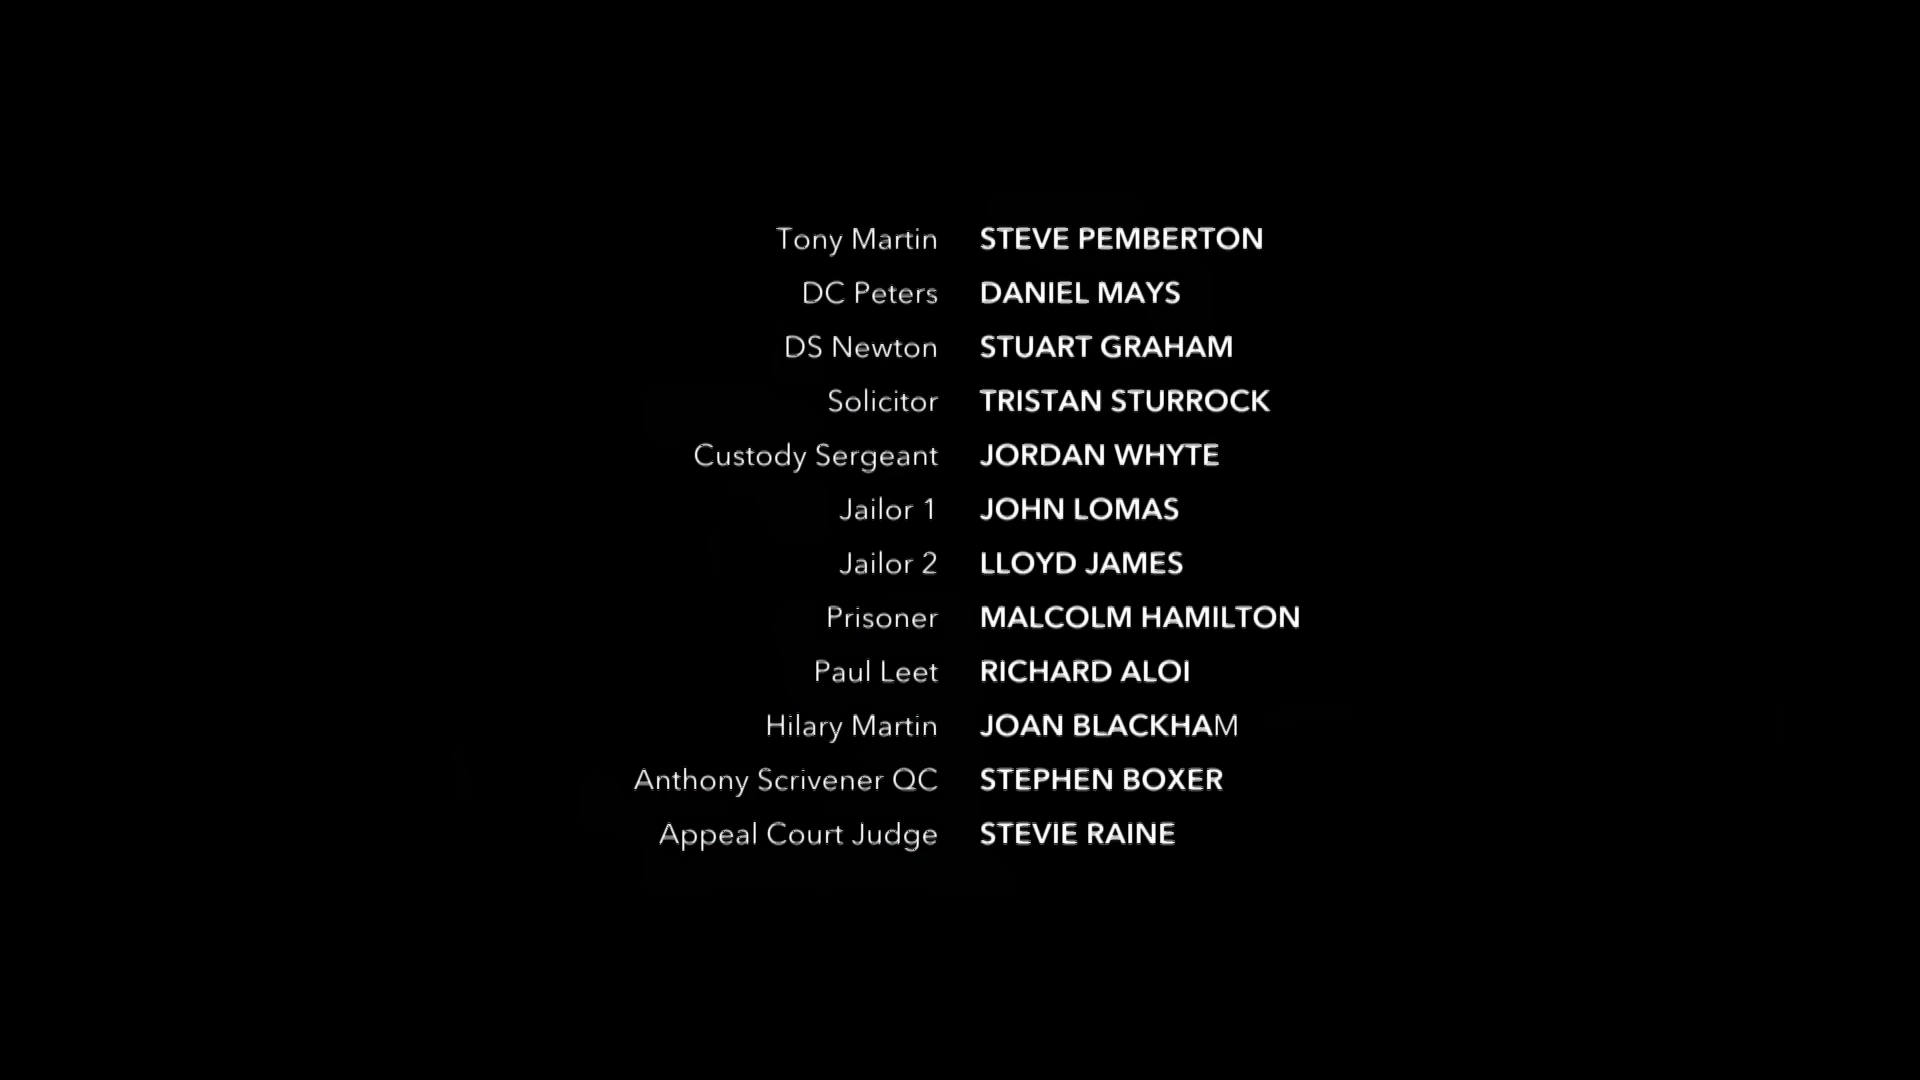 Tony Martin STEVE PEMBERTON
DC Peters DANIEL MAYS
DS Newton STUART GRAHAM
Solicitor TRISTAN STURROCK
Custody Sergeant JORDAN WHYTE
Jailor 1 JOHN LOMAS
Jailor 2 LLOYD JAMES
Prisoner MALCOLM HAMILTON
Paul Leet RICHARD ALOI
Hilary Martin JOAN BLACKHAM
Anthony Scrivener QC STEPHEN BOXER
Appeal Court Judge STEVIE RAINE